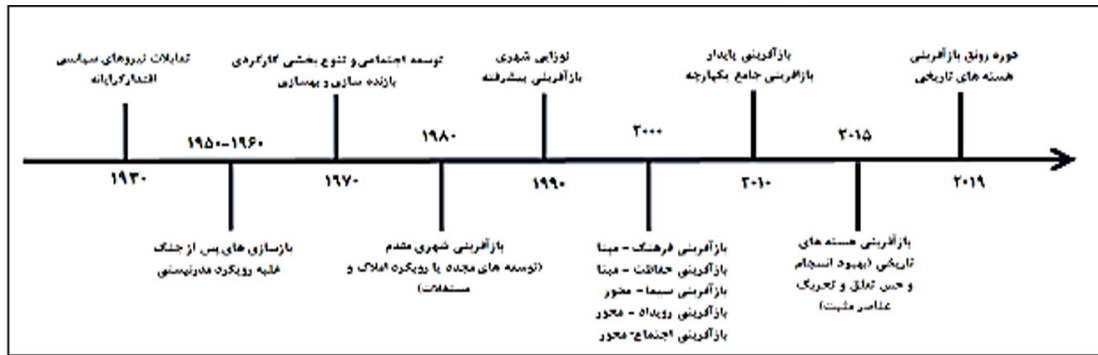 تمایلات نیروهای سیاسی
اقتدارگرایانه
۱۹۳۰
۱۹۵۰-۱۹۶۰
بازسازی های پس از جنگ
غلبه رویکرد مدرنیستی
توسعه اجتماعی و تنوع بخشی کارکردی
بازنده سازی و بهسازی
۱۹۷۰
۱۹۸۰
بازآفرینی شهری متقدم
(توسعه های مجدد با رویکرد املاک و
مستغلات)
نوزایی شهری
بازآفرینی پیشرفته
۱۹۹۰
۲۰۰۰
بازآفرینی فرهنگ - مبنا
بازآفرینی حفاظت - مبنا
بازآفرینی سیما - محور
بازآفرینی رویداد - محور
بازآفرینی اجتماع- محور
بازآفرینی پایدار
بازآفرینی جامع یکپارچه
۲۰۱۰
۲۰۱۵
بازآفرینی هسته های
تاریخی (بهبود انسجام
و حس تعلق و تحریک
عناصر مثبت)
دوره رونق بازآفرینی
هسته های تاریخی
۲۰۱۹